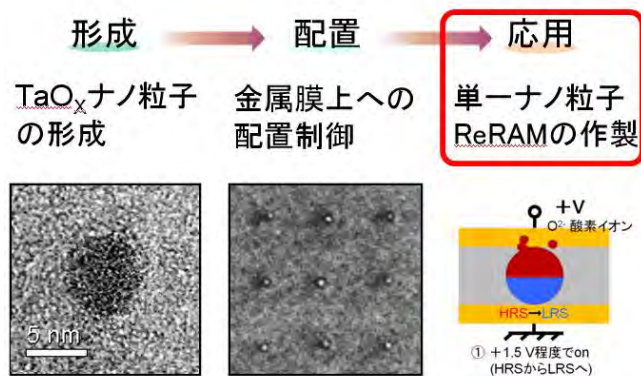 形成
配置
応用
TaOxナノ粒子
の形成
金属膜上への
配置制御
単一ナノ粒子
ReRAMの作製
5 nm
+V
O²⁻ 酸素イオン
HRS→LRS
① +1.5 V程度でon
(HRSからLRSへ)